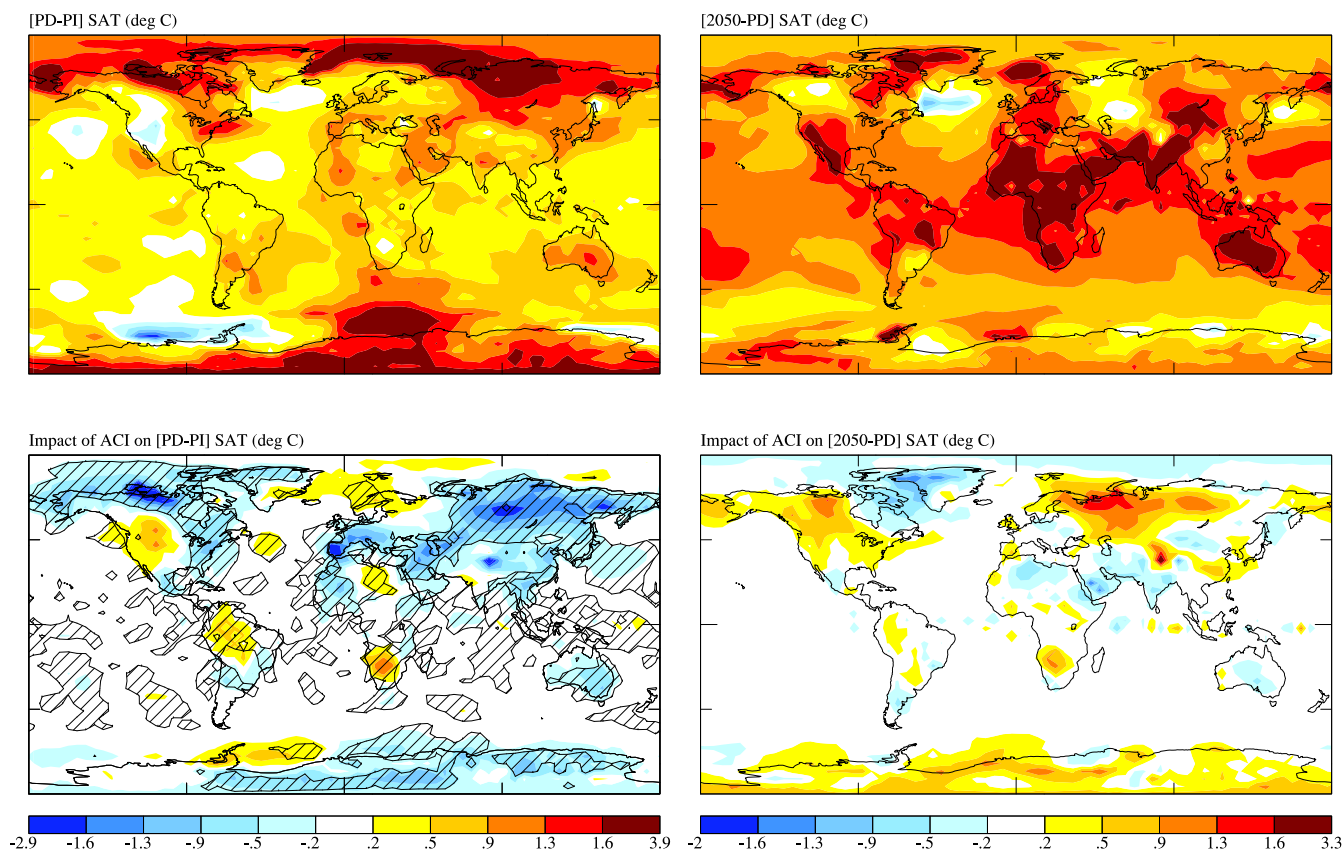 [PD-PI] SAT (deg C)
[2050-PD] SAT (deg C)
Impact of ACI on [PD-PI] SAT (deg C)
Impact of ACI on [2050-PD] SAT (deg C)
-2.9 -1.6 -1.3 -.9 -.5 -.2 .2 .5 .9 1.3 1.6 3.9
-2 -1.6 -1.3 -.9 -.5 -.2 .2 .5 .9 1.3 1.6 3.3